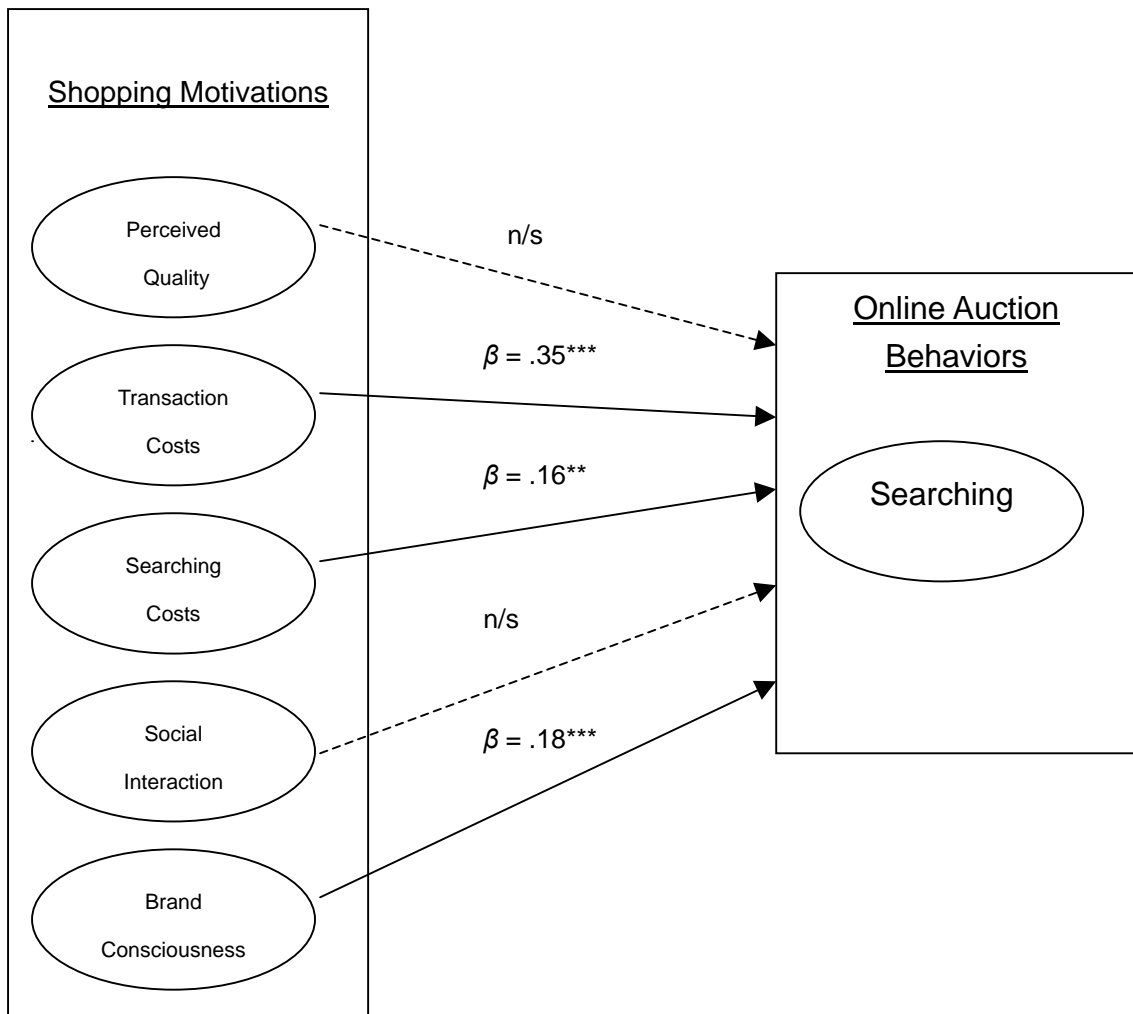 Shopping Motivations
Perceived
Quality
Transaction
Costs
Searching
Costs
Social
Interaction
Brand
Consciousness
n/s
β = .35***
β = .16**
n/s
β = .18***
Online Auction
Behaviors
Searching